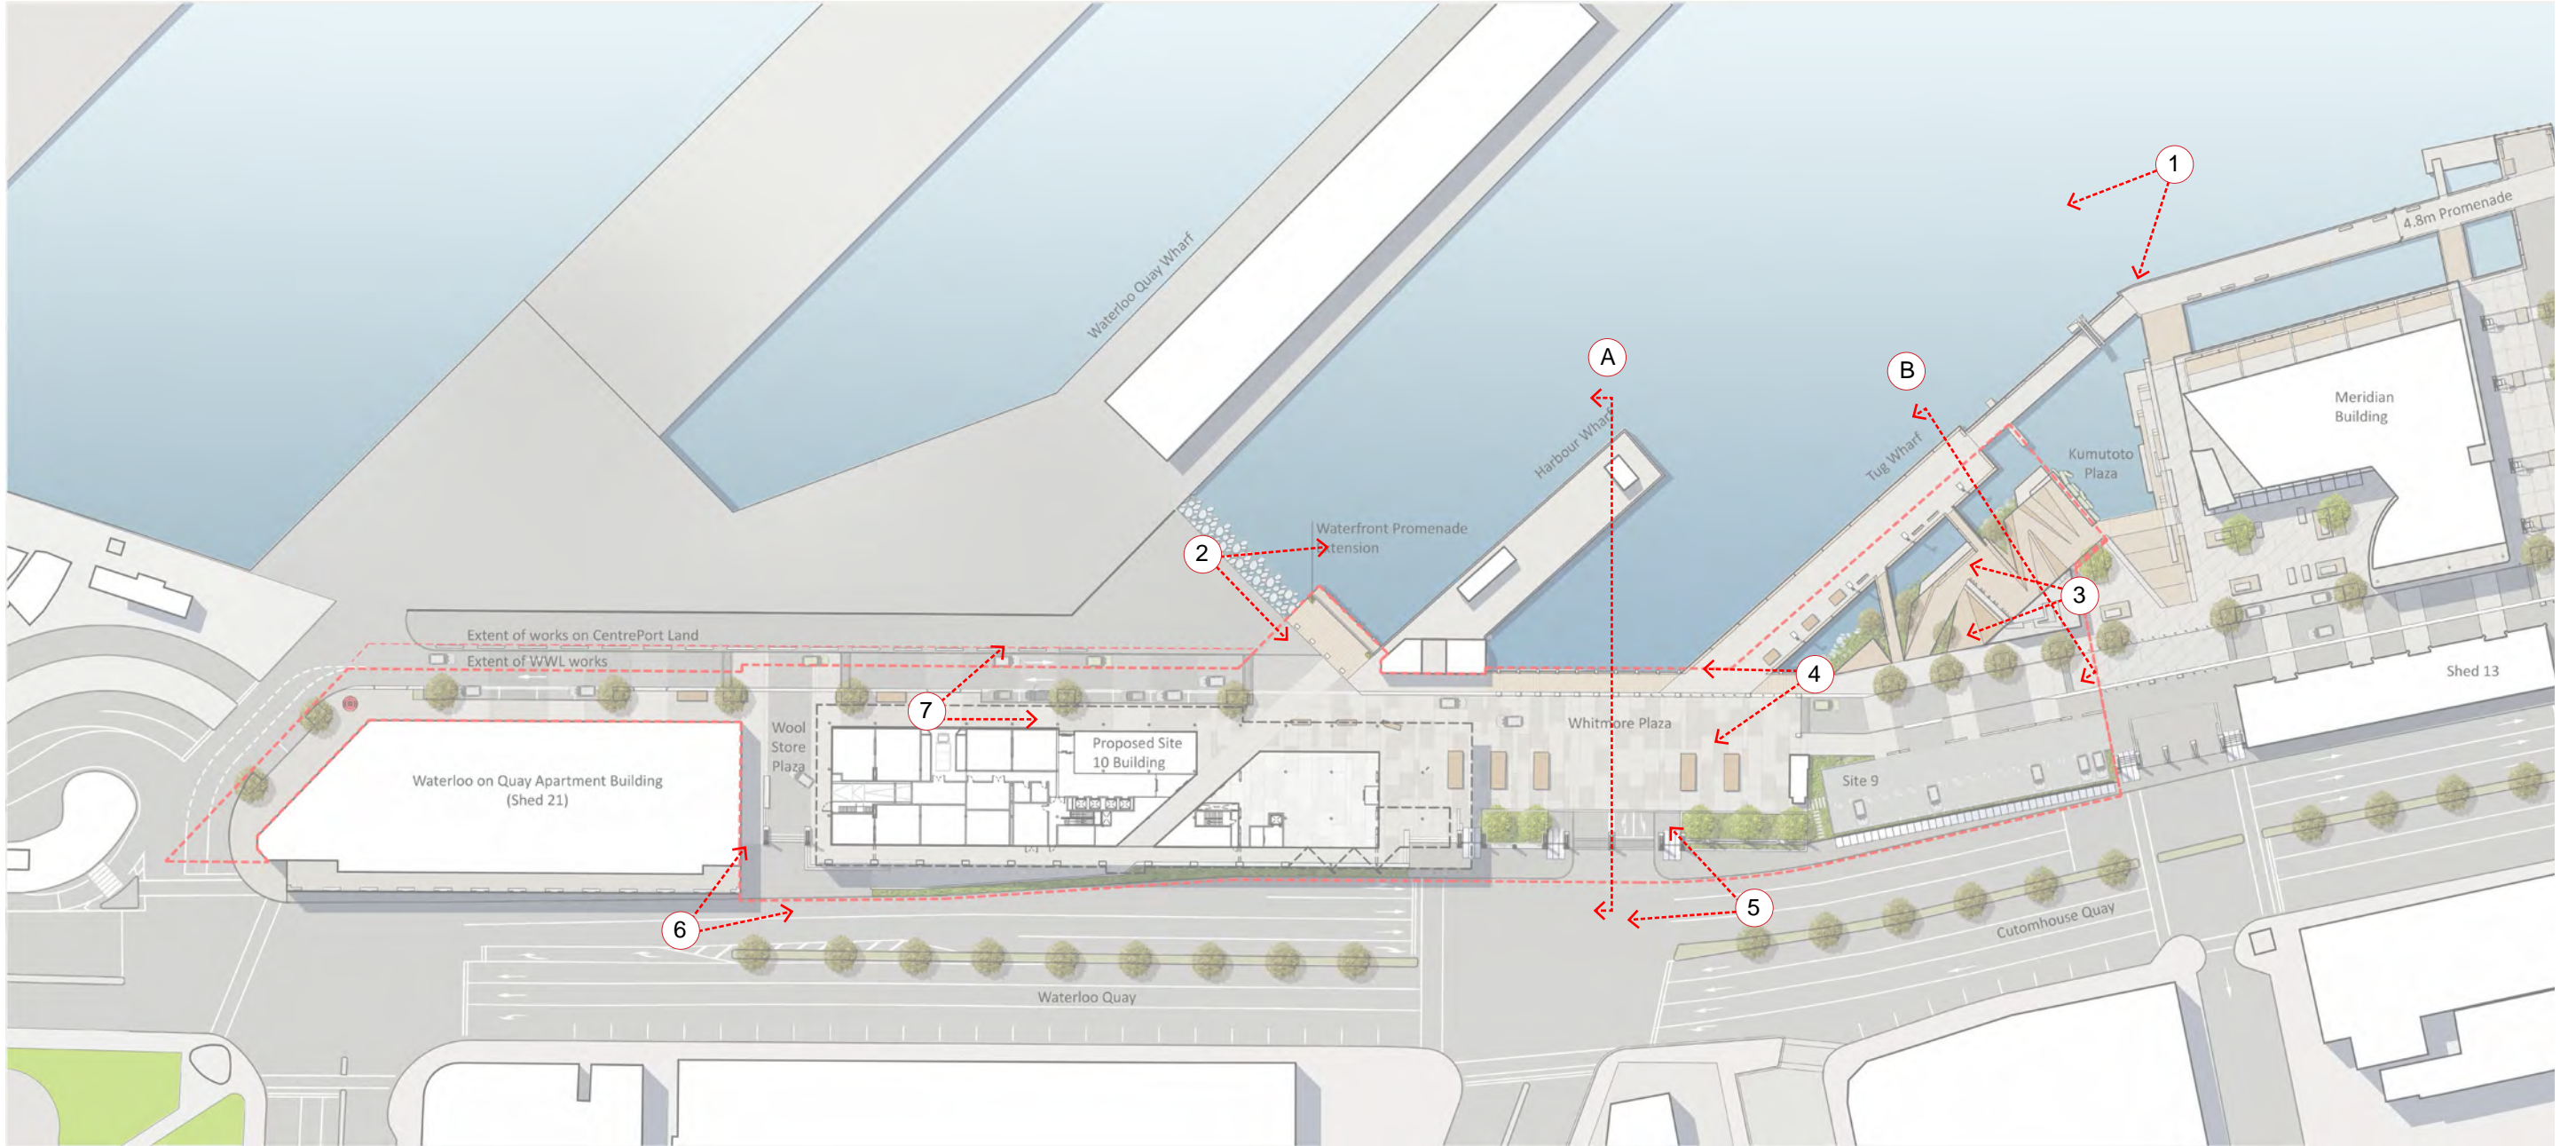 1
4.8m Promenade
Waterloo Quay Wharf
A
B
Harbour Wharf
Tug Wharf
Kumutoto
Plaza
Meridian
Building
Waterfront Promenade
Extension
2
3
Extent of works on CentrePort Land
Extent of WWL works
4
Shed 13
7
Wool
Store
Plaza
Proposed Site
10 Building
Whitmore Plaza
Waterloo on Quay Apartment Building
(Shed 21)
Site 9
6
5
Cutomhouse Quay
Waterloo Quay